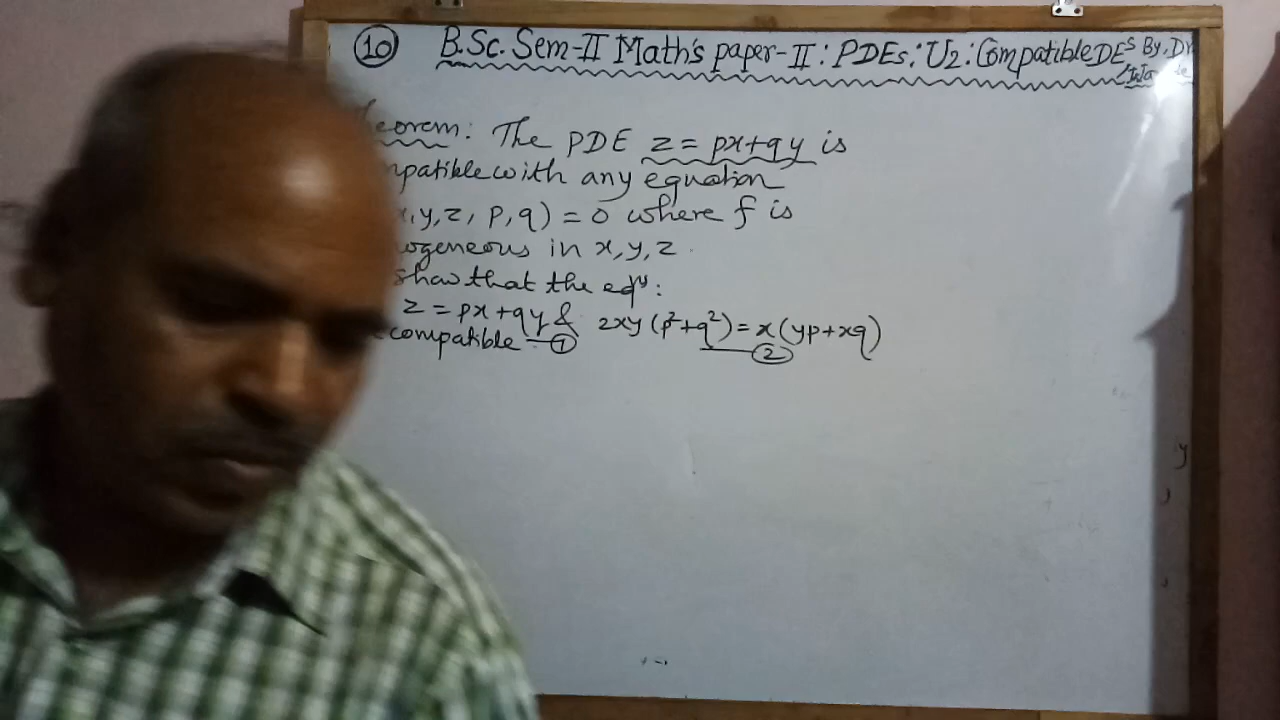 10 B.Sc. Sem-II Math's paper-II : PDEs : U2 : Compatible DEs By. Dr
eorem: The PDE z = px+qy is
mpatible with any equation
,y,z, p,q) = 0 where f is
ogeneous in x,y,z.
show that the eqn:
z = px+qy & 2xy (p²+q²) = x(yp+xq)
compatible — 1 — 2